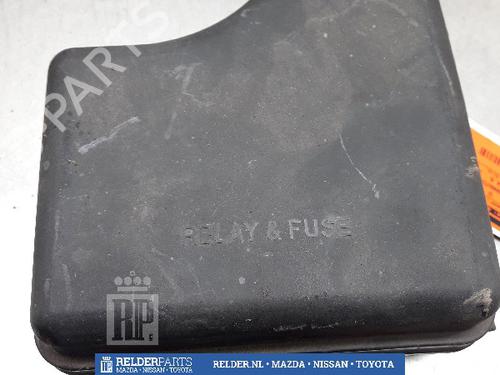 PARTS
RELAY & FUSE
RP
RELDERPARTS
MAZDA • NISSAN • TOYOTA
RELDER.NL • MAZDA • NISSAN • TOYOTA